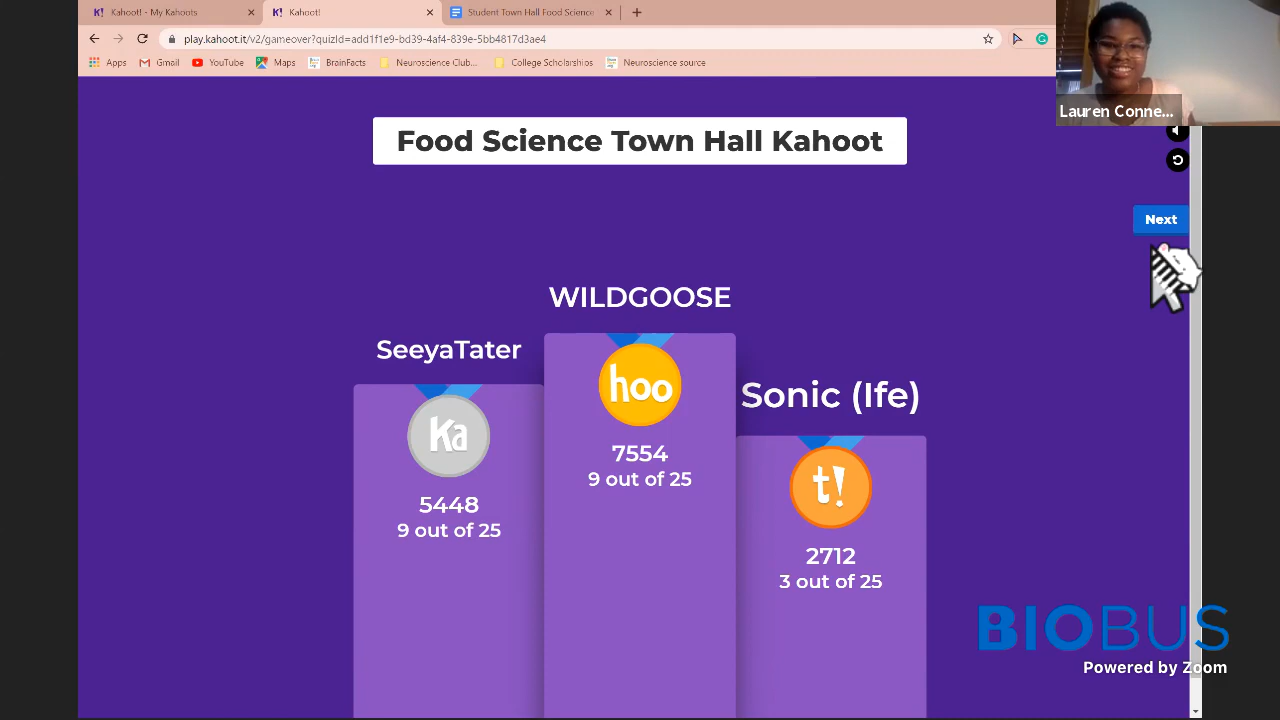 Kahoot! - My Kahoots
Kahoot!
Student Town Hall Food Science
play.kahoot.it/v2/gameover?quizId=add1f1e9-bd39-4af4-839e-5bb4817d3ae4
Apps
Gmail
YouTube
Maps
BrainFacts
Neuroscience Club...
College Scholarships
Neuroscience source
Lauren Conne...
Food Science Town Hall Kahoot
Next
WILDGOOSE
SeeyaTater
Sonic (Ife)
hoo
Ka
t!
7554
9 out of 25
5448
9 out of 25
2712
3 out of 25
BIOBUS
Powered by Zoom